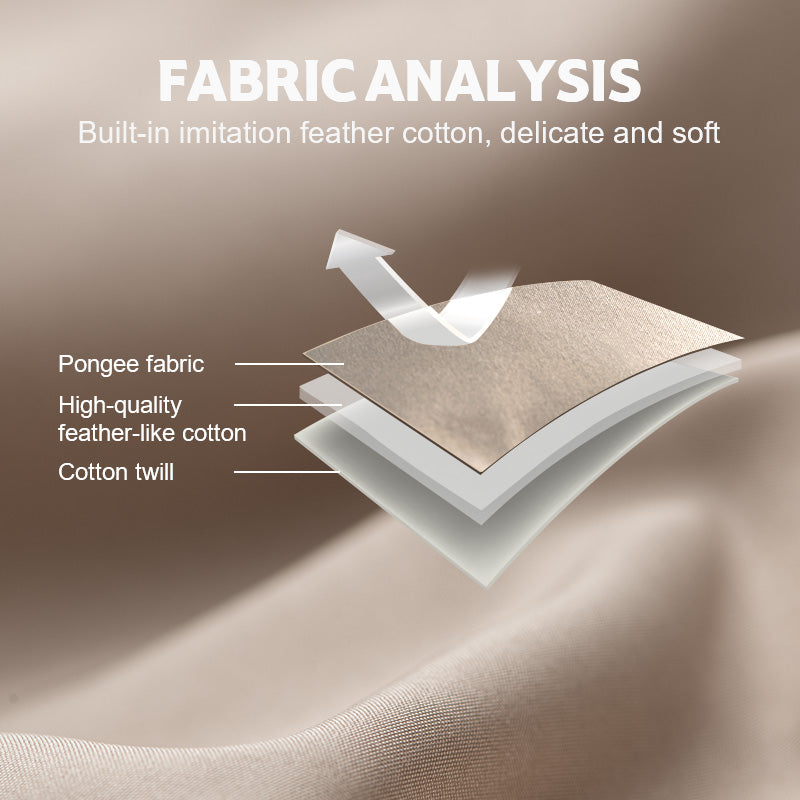 FABRIC ANALYSIS
Built-in imitation feather cotton, delicate and soft
Pongee fabric
High-quality
feather-like cotton
Cotton twill